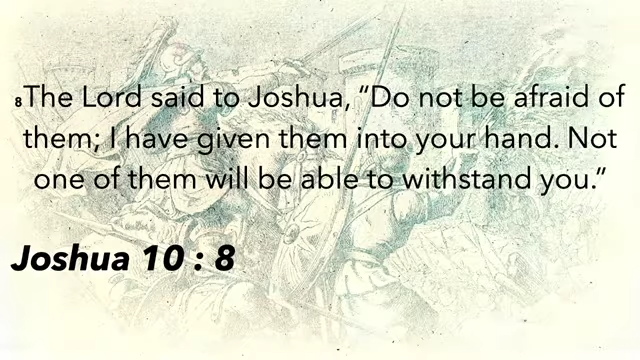 8The Lord said to Joshua, “Do not be afraid of
them; I have given them into your hand. Not
one of them will be able to withstand you.”
Joshua 10 : 8